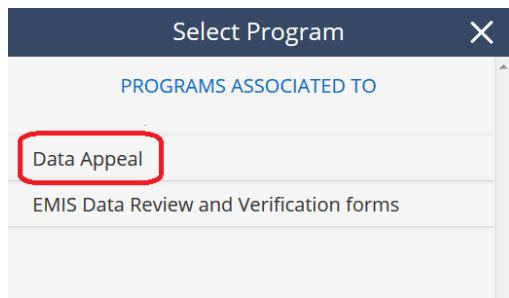 Select Program
PROGRAMS ASSOCIATED TO
Data Appeal
EMIS Data Review and Verification forms